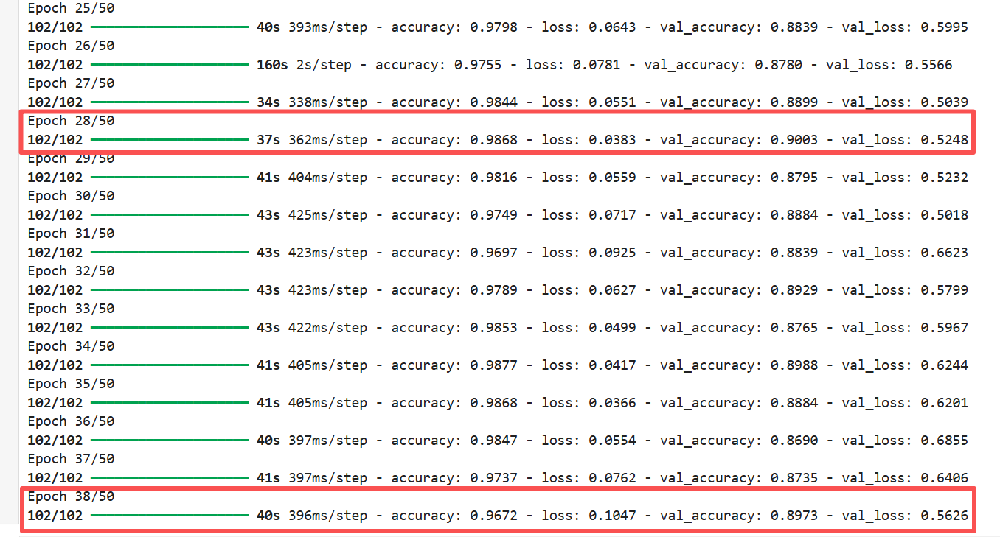 Epoch 25/50
102/102 ━━━━━━━━━━━━━━━━━━━━ 40s 393ms/step - accuracy: 0.9798 - loss: 0.0643 - val_accuracy: 0.8839 - val_loss: 0.5995
Epoch 26/50
102/102 ━━━━━━━━━━━━━━━━━━━━ 160s 2s/step - accuracy: 0.9755 - loss: 0.0781 - val_accuracy: 0.8780 - val_loss: 0.5566
Epoch 27/50
102/102 ━━━━━━━━━━━━━━━━━━━━ 34s 338ms/step - accuracy: 0.9844 - loss: 0.0551 - val_accuracy: 0.8899 - val_loss: 0.5039
Epoch 28/50
102/102 ━━━━━━━━━━━━━━━━━━━━ 37s 362ms/step - accuracy: 0.9868 - loss: 0.0383 - val_accuracy: 0.9003 - val_loss: 0.5248
Epoch 29/50
102/102 ━━━━━━━━━━━━━━━━━━━━ 41s 404ms/step - accuracy: 0.9816 - loss: 0.0559 - val_accuracy: 0.8795 - val_loss: 0.5232
Epoch 30/50
102/102 ━━━━━━━━━━━━━━━━━━━━ 43s 425ms/step - accuracy: 0.9749 - loss: 0.0717 - val_accuracy: 0.8884 - val_loss: 0.5018
Epoch 31/50
102/102 ━━━━━━━━━━━━━━━━━━━━ 43s 423ms/step - accuracy: 0.9697 - loss: 0.0925 - val_accuracy: 0.8839 - val_loss: 0.6623
Epoch 32/50
102/102 ━━━━━━━━━━━━━━━━━━━━ 43s 423ms/step - accuracy: 0.9789 - loss: 0.0627 - val_accuracy: 0.8929 - val_loss: 0.5799
Epoch 33/50
102/102 ━━━━━━━━━━━━━━━━━━━━ 43s 422ms/step - accuracy: 0.9853 - loss: 0.0499 - val_accuracy: 0.8765 - val_loss: 0.5967
Epoch 34/50
102/102 ━━━━━━━━━━━━━━━━━━━━ 41s 405ms/step - accuracy: 0.9877 - loss: 0.0417 - val_accuracy: 0.8988 - val_loss: 0.6244
Epoch 35/50
102/102 ━━━━━━━━━━━━━━━━━━━━ 41s 405ms/step - accuracy: 0.9868 - loss: 0.0366 - val_accuracy: 0.8884 - val_loss: 0.6201
Epoch 36/50
102/102 ━━━━━━━━━━━━━━━━━━━━ 40s 397ms/step - accuracy: 0.9847 - loss: 0.0554 - val_accuracy: 0.8690 - val_loss: 0.6855
Epoch 37/50
102/102 ━━━━━━━━━━━━━━━━━━━━ 41s 397ms/step - accuracy: 0.9737 - loss: 0.0762 - val_accuracy: 0.8735 - val_loss: 0.6406
Epoch 38/50
102/102 ━━━━━━━━━━━━━━━━━━━━ 40s 396ms/step - accuracy: 0.9672 - loss: 0.1047 - val_accuracy: 0.8973 - val_loss: 0.5626